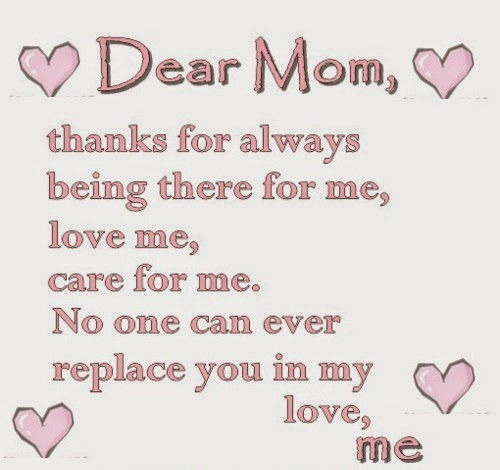 Dear Mom,
thanks for always
being there for me,
love me,
care for me.
No one can ever
replace you in my
love,
me